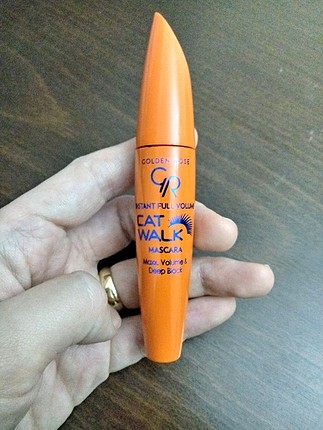 GOLDEN ROSE
GR
INSTANT FULL VOLUME
CAT
WALK
MASCARA
Maxi. Volume &
Deep Black